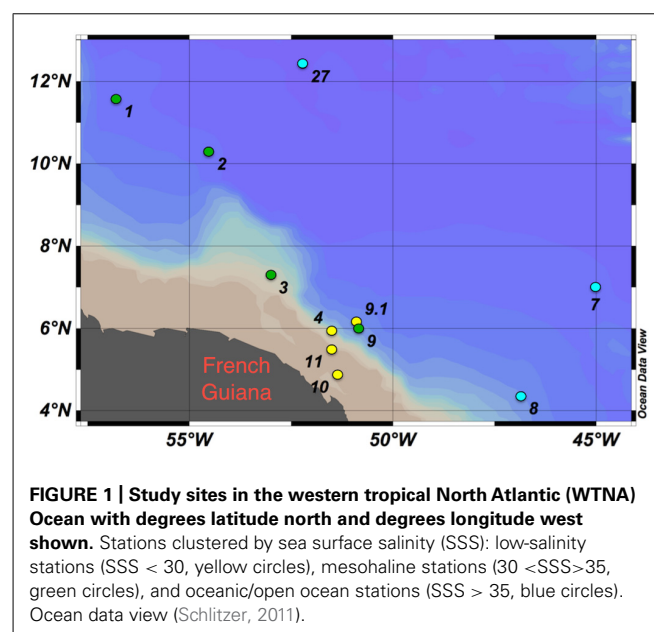 12°N
27
1
10°N
2
8°N
3
9.1
7
4
6°N
9
11
French
Guiana
10
8
4°N
55°W
50°W
45°W
Ocean Data View
FIGURE 1 | Study sites in the western tropical North Atlantic (WTNA)
Ocean with degrees latitude north and degrees longitude west
shown. Stations clustered by sea surface salinity (SSS): low-salinity
stations (SSS < 30, yellow circles), mesohaline stations (30 <SSS>35,
green circles), and oceanic/open ocean stations (SSS > 35, blue circles).
Ocean data view (Schlitzer, 2011).